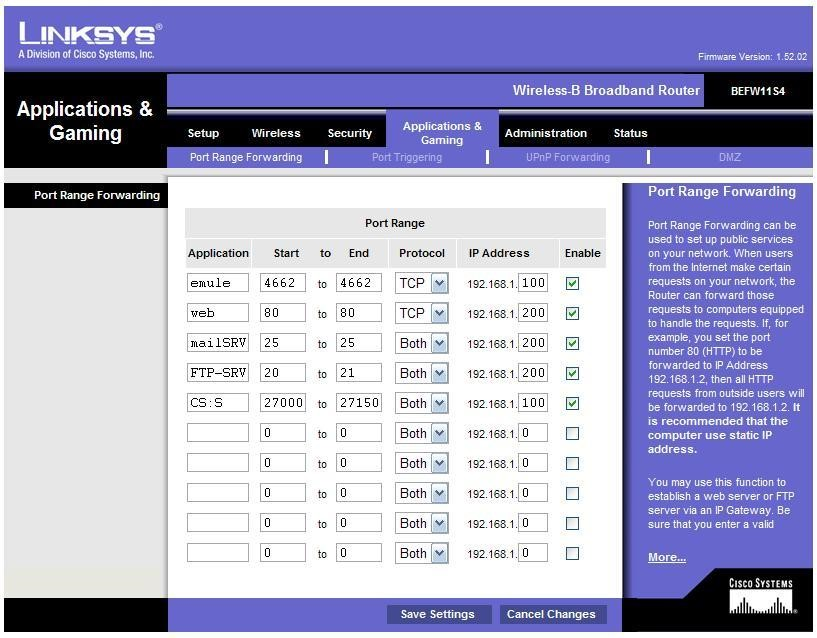 LINKSYS®
A Division of Cisco Systems, Inc.
Firmware Version: 1.52.02
Wireless-B Broadband Router BEFW11S4
Applications & Gaming
Setup Wireless Security Applications & Gaming Administration Status
Port Range Forwarding Port Triggering UPnP Forwarding DMZ
Port Range Forwarding
Port Range
Application Start to End Protocol IP Address Enable
emule 4662 to 4662 TCP 192.168.1. 100
web 80 to 80 TCP 192.168.1. 200
mailSRV 25 to 25 Both 192.168.1. 200
FTP-SRV 20 to 21 Both 192.168.1. 200
CS:S 27000 to 27150 Both 192.168.1. 100
0 to 0 Both 192.168.1. 0
0 to 0 Both 192.168.1. 0
0 to 0 Both 192.168.1. 0
0 to 0 Both 192.168.1. 0
0 to 0 Both 192.168.1. 0
Port Range Forwarding
Port Range Forwarding can be
used to set up public services
on your network. When users
from the Internet make certain
requests on your network, the
Router can forward those
requests to computers equipped
to handle the requests. If, for
example, you set the port
number 80 (HTTP) to be
forwarded to IP Address
192.168.1.2, then all HTTP
requests from outside users will
be forwarded to 192.168.1.2. It
is recommended that the
computer use static IP
address.
You may use this function to
establish a web server or FTP
server via an IP Gateway. Be
sure that you enter a valid
More...
Save Settings Cancel Changes
CISCO SYSTEMS